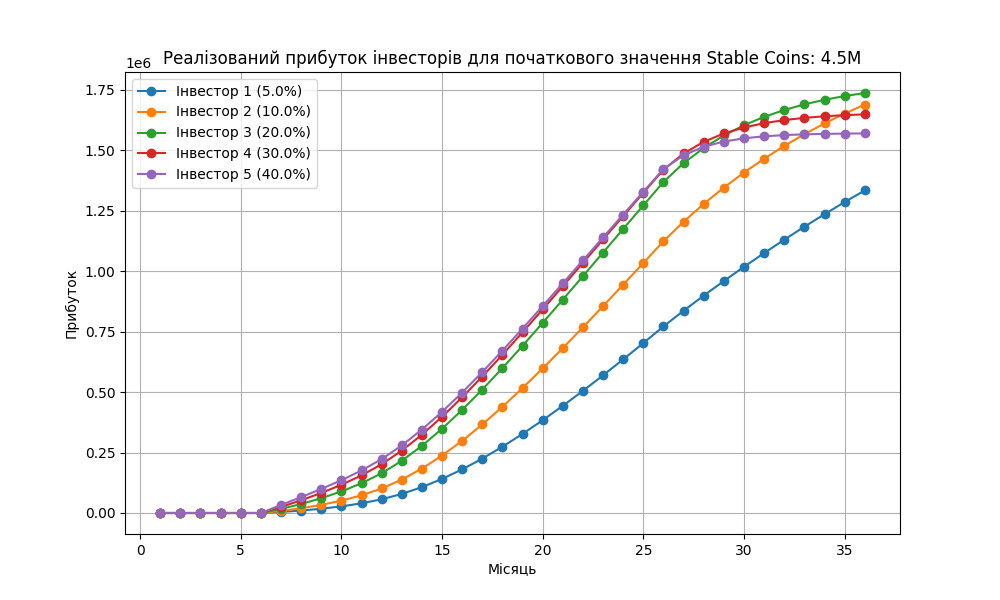 Реалізований прибуток інвесторів для початкового значення Stable Coins: 4.5M
1e6
Інвестор 1 (5.0%)
Інвестор 2 (10.0%)
Інвестор 3 (20.0%)
Інвестор 4 (30.0%)
Інвестор 5 (40.0%)
1.75
1.50
1.25
1.00
0.75
0.50
0.25
0.00
Прибуток
0 5 10 15 20 25 30 35
Місяць